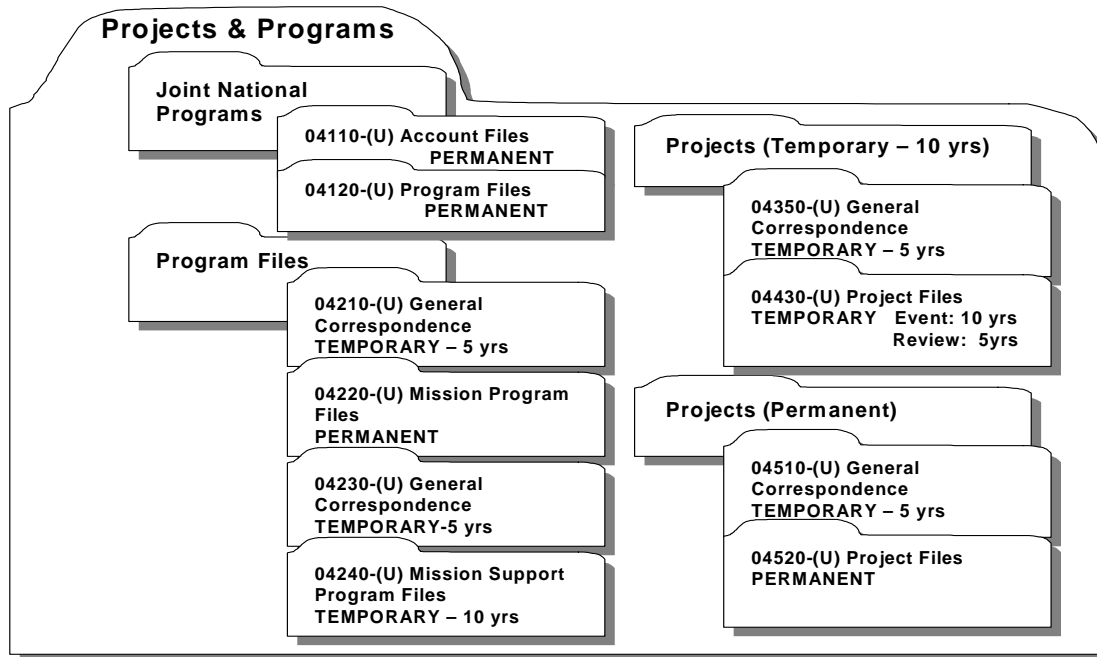 Projects & Programs
Joint National
Programs
04110-(U) Account Files
PERMANENT
04120-(U) Program Files
PERMANENT
Program Files
04210-(U) General
Correspondence
TEMPORARY – 5 yrs
04220-(U) Mission Program
Files
PERMANENT
04230-(U) General
Correspondence
TEMPORARY-5 yrs
04240-(U) Mission Support
Program Files
TEMPORARY – 10 yrs
Projects (Temporary – 10 yrs)
04350-(U) General
Correspondence
TEMPORARY – 5 yrs
04430-(U) Project Files
TEMPORARY Event: 10 yrs
Review: 5yrs
Projects (Permanent)
04510-(U) General
Correspondence
TEMPORARY – 5 yrs
04520-(U) Project Files
PERMANENT